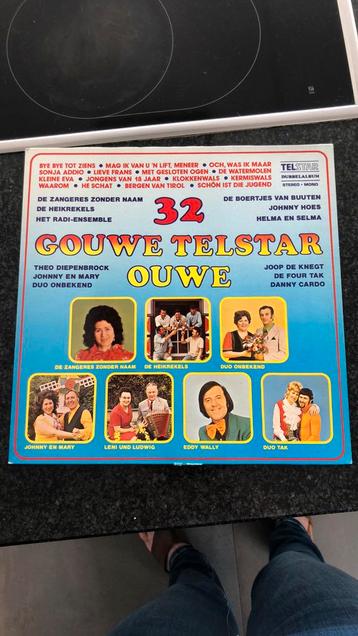 BYE BYE TOT ZIENS • MAG IK VAN U 'N LIFT, MENEER • OCH, WAS IK MAAR
SONJA ADDIO • LIEVE FRANS • MET GESLOTEN OGEN • DE WATERMOLEN
KLEINE EVA • JONGENS VAN 18 JAAR • KLOKKENWALS • KERMISWALS
WAAROM • HE SCHAT • BERGEN VAN TIROL • SCHÖN IST DIE JUGEND
TELSTAR
DUBBELALBUM
STEREO - MONO
DE ZANGERES ZONDER NAAM
DE HEIKREKELS
HET RADI-ENSEMBLE
32
DE BOERTJES VAN BUUTEN
JOHNNY HOES
HELMA EN SELMA
GOUWE TELSTAR
OUWE
THEO DIEPENBROCK
JOHNNY EN MARY
DUO ONBEKEND
JOOP DE KNEGT
DE FOUR TAK
DANNY CARDO
DE ZANGERES ZONDER NAAM
DE HEIKREKELS
DUO ONBEKEND
JOHNNY EN MARY
LENI UND LUDWIG
EDDY WALLY
DUO TAK